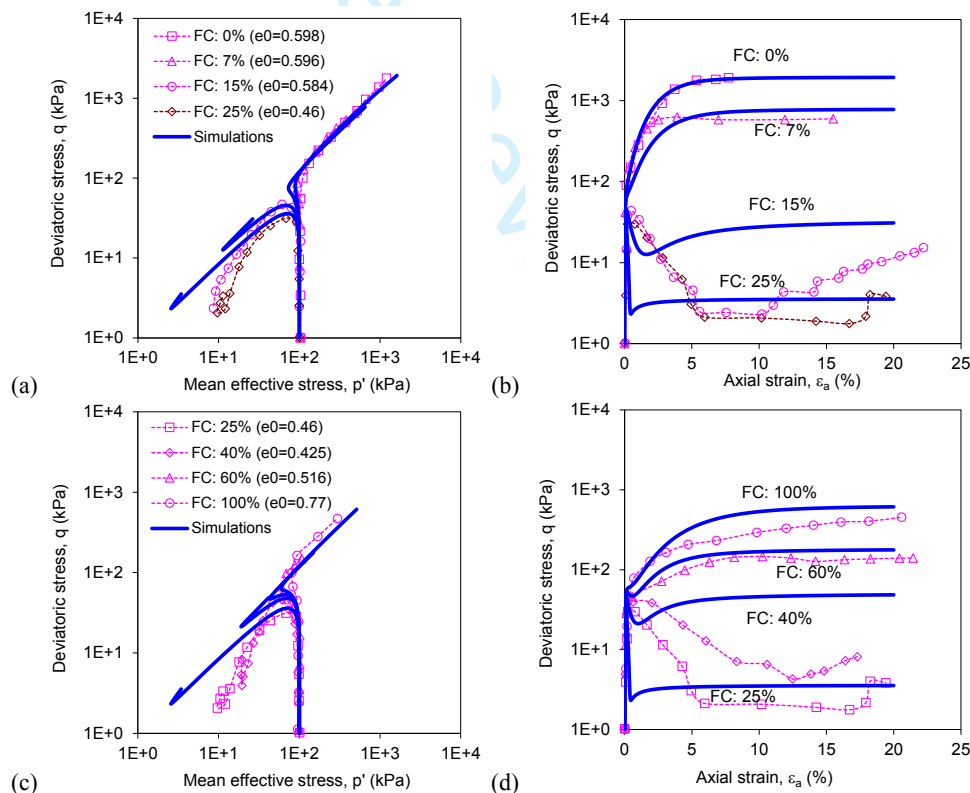 1E+4
1E+3
1E+2
1E+1
1E+0
Deviatoric stress, q (kPa)
FC: 0% (e0=0.598)
FC: 7% (e0=0.596)
FC: 15% (e0=0.584)
FC: 25% (e0=0.46)
Simulations
1E+0 1E+1 1E+2 1E+3 1E+4
Mean effective stress, p' (kPa)
(a)
1E+4
1E+3
1E+2
1E+1
1E+0
Deviatoric stress, q (kPa)
FC: 0%
FC: 7%
FC: 15%
FC: 25%
0 5 10 15 20 25
Axial strain, εa (%)
(b)
1E+4
1E+3
1E+2
1E+1
1E+0
Deviatoric stress, q (kPa)
FC: 25% (e0=0.46)
FC: 40% (e0=0.425)
FC: 60% (e0=0.516)
FC: 100% (e0=0.77)
Simulations
1E+0 1E+1 1E+2 1E+3 1E+4
Mean effective stress, p' (kPa)
(c)
1E+4
1E+3
1E+2
1E+1
1E+0
Deviatoric stress, q (kPa)
FC: 100%
FC: 60%
FC: 40%
FC: 25%
0 5 10 15 20 25
Axial strain, εa (%)
(d)